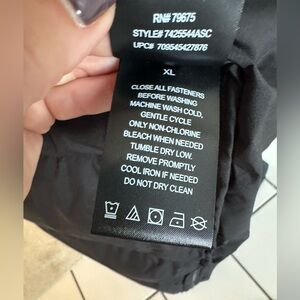 RN# 79675
STYLE# 7425544ASC
UPC# 709545427876
XL
CLOSE ALL FASTENERS
BEFORE WASHING
MACHINE WASH COLD,
GENTLE CYCLE
ONLY NON-CHLORINE
BLEACH WHEN NEEDED
TUMBLE DRY LOW.
REMOVE PROMPTLY
COOL IRON IF NEEDED
DO NOT DRY CLEAN